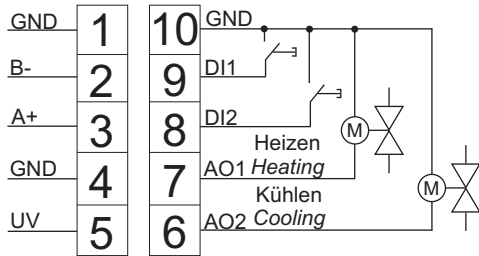 GND 1 10 GND
B- 2 9 DI1
A+ 3 8 DI2
Heizen
M
GND 4 7 AO1 Heating
Kühlen
M
UV 5 6 AO2 Cooling